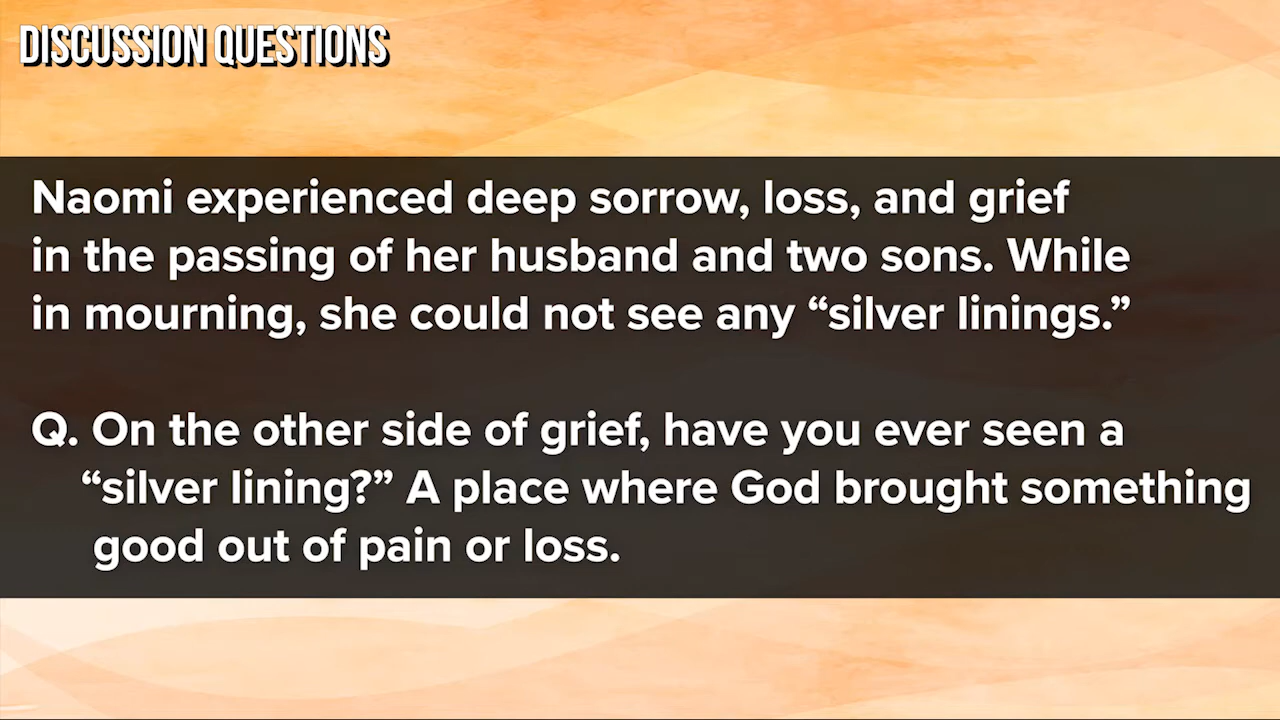 DISCUSSION QUESTIONS
Naomi experienced deep sorrow, loss, and grief
in the passing of her husband and two sons. While
in mourning, she could not see any “silver linings.”
Q. On the other side of grief, have you ever seen a
“silver lining?” A place where God brought something
good out of pain or loss.